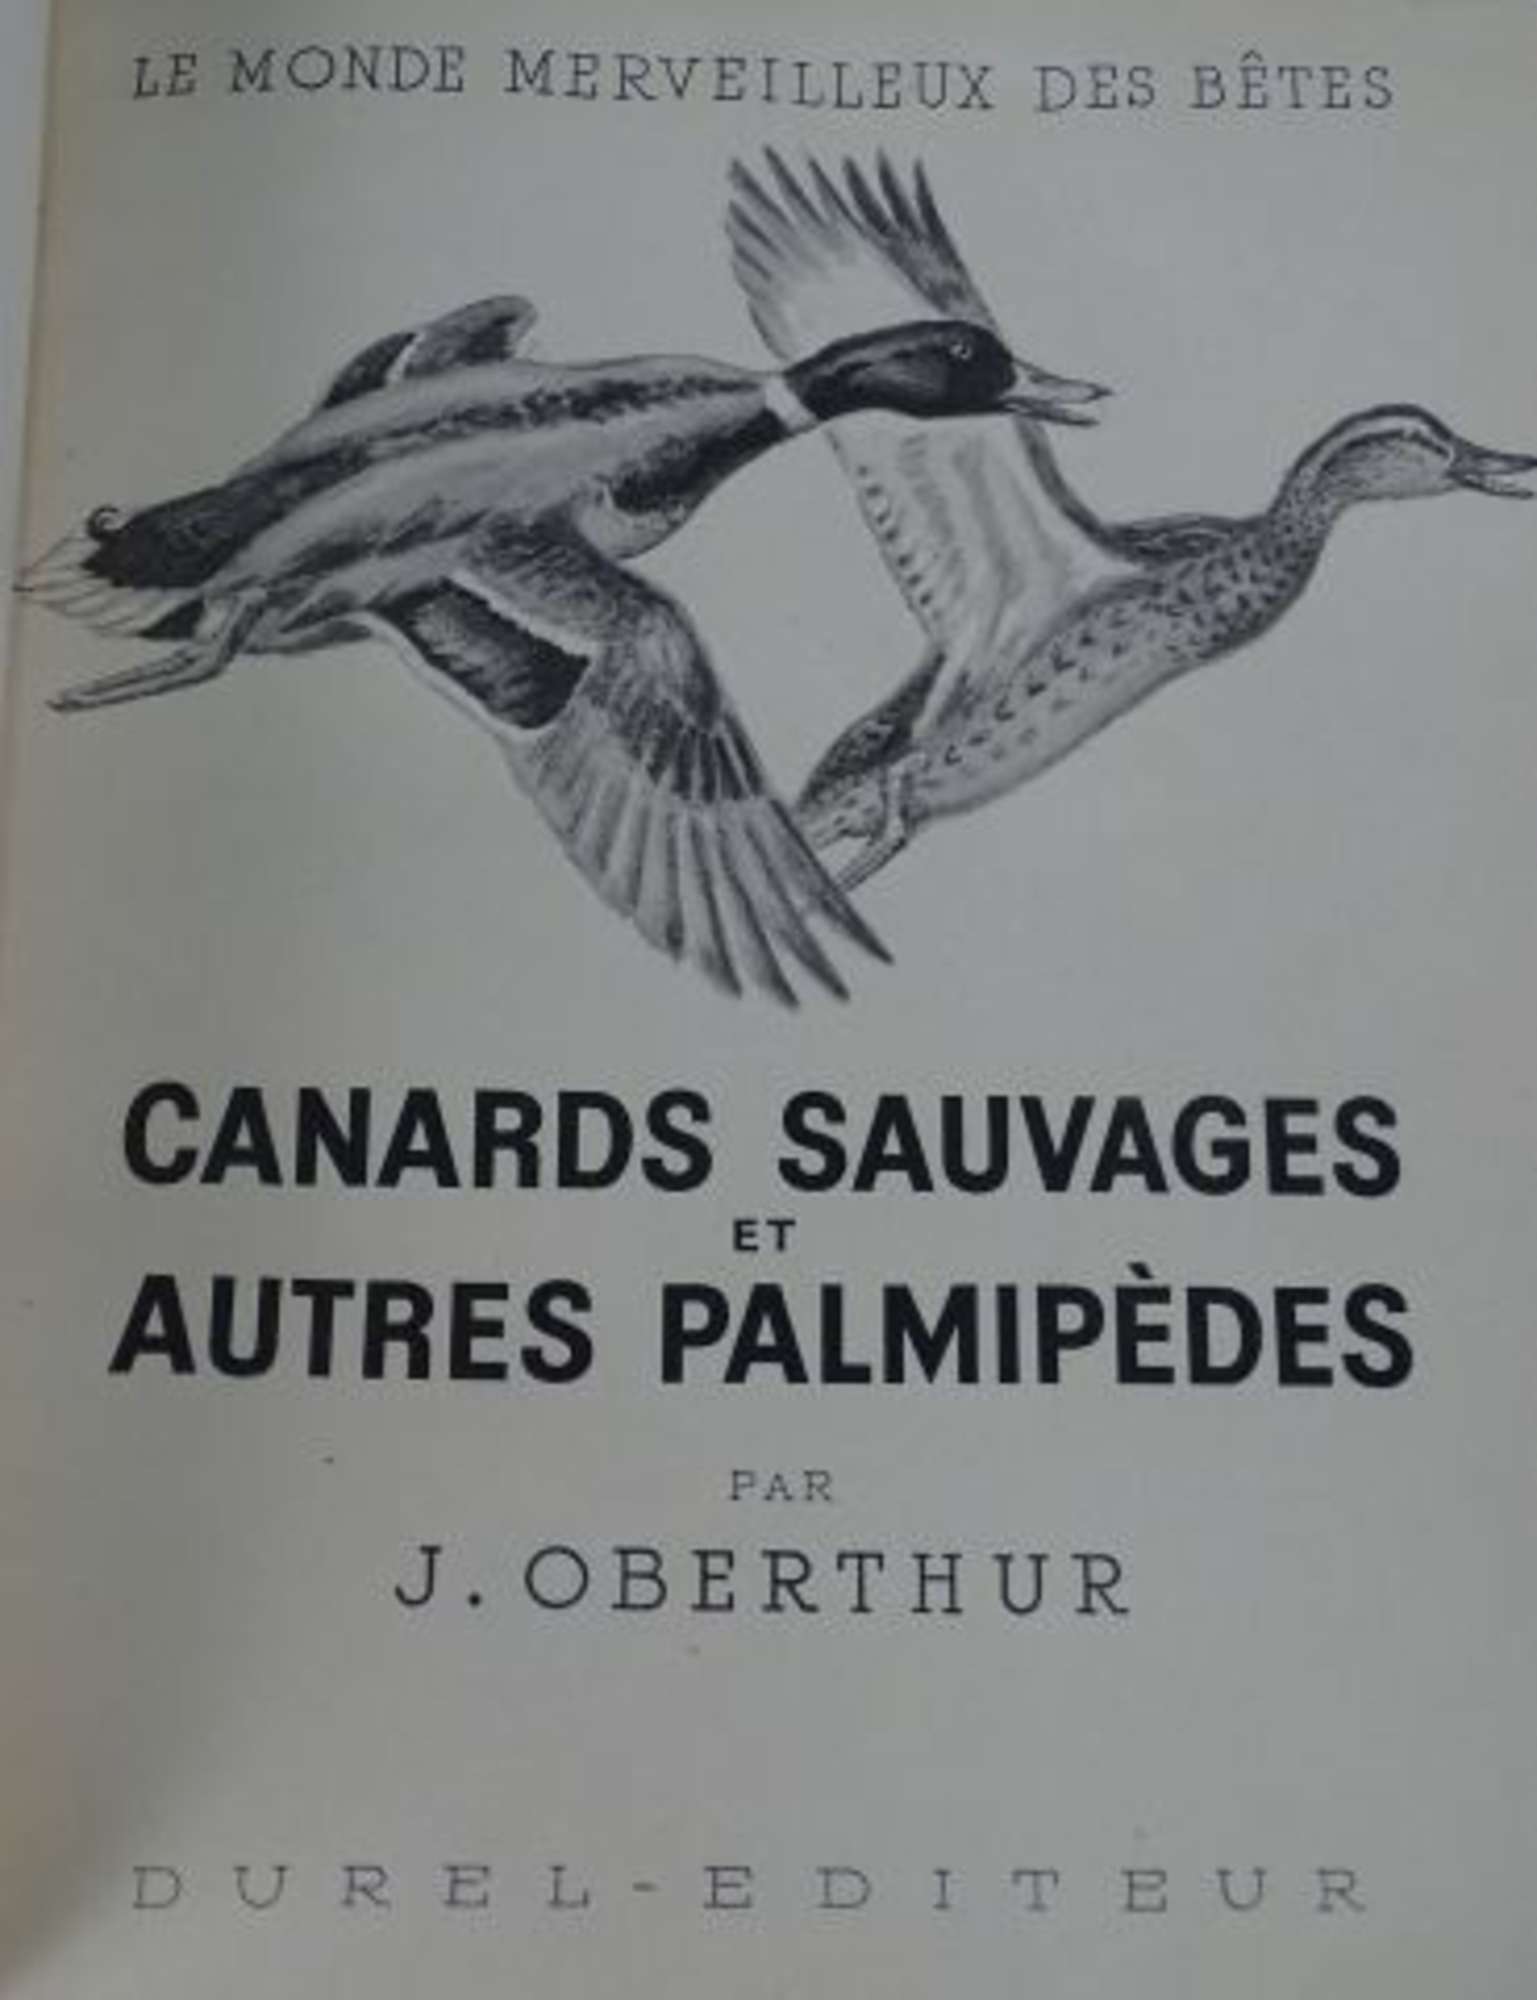 LE MONDE MERVEILLEUX DES BÊTES
CANARDS SAUVAGES
ET
AUTRES PALMIPÈDES
PAR
J. OBERTHUR
DUREL-EDITEUR